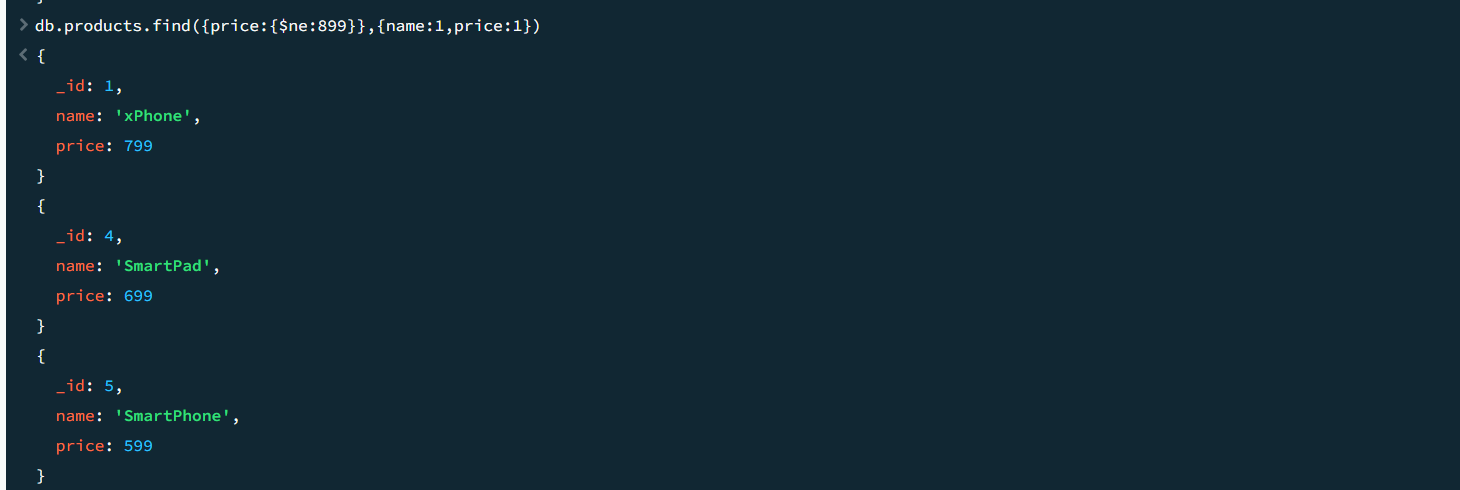 }
> db.products.find({price:{$ne:899}},{name:1,price:1})
< {
_id: 1,
name: 'xPhone',
price: 799
}
{
_id: 4,
name: 'SmartPad',
price: 699
}
{
_id: 5,
name: 'SmartPhone',
price: 599
}